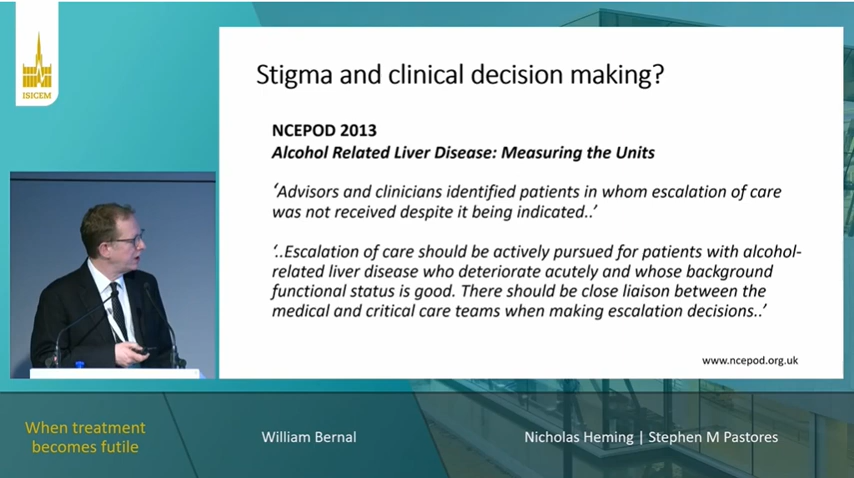 ISICEM
Stigma and clinical decision making?
NCEPOD 2013
Alcohol Related Liver Disease: Measuring the Units
‘Advisors and clinicians identified patients in whom escalation of care
was not received despite it being indicated..’
‘..Escalation of care should be actively pursued for patients with alcohol-
related liver disease who deteriorate acutely and whose background
functional status is good. There should be close liaison between the
medical and critical care teams when making escalation decisions..’
www.ncepod.org.uk
When treatment
becomes futile
William Bernal
Nicholas Heming | Stephen M Pastores